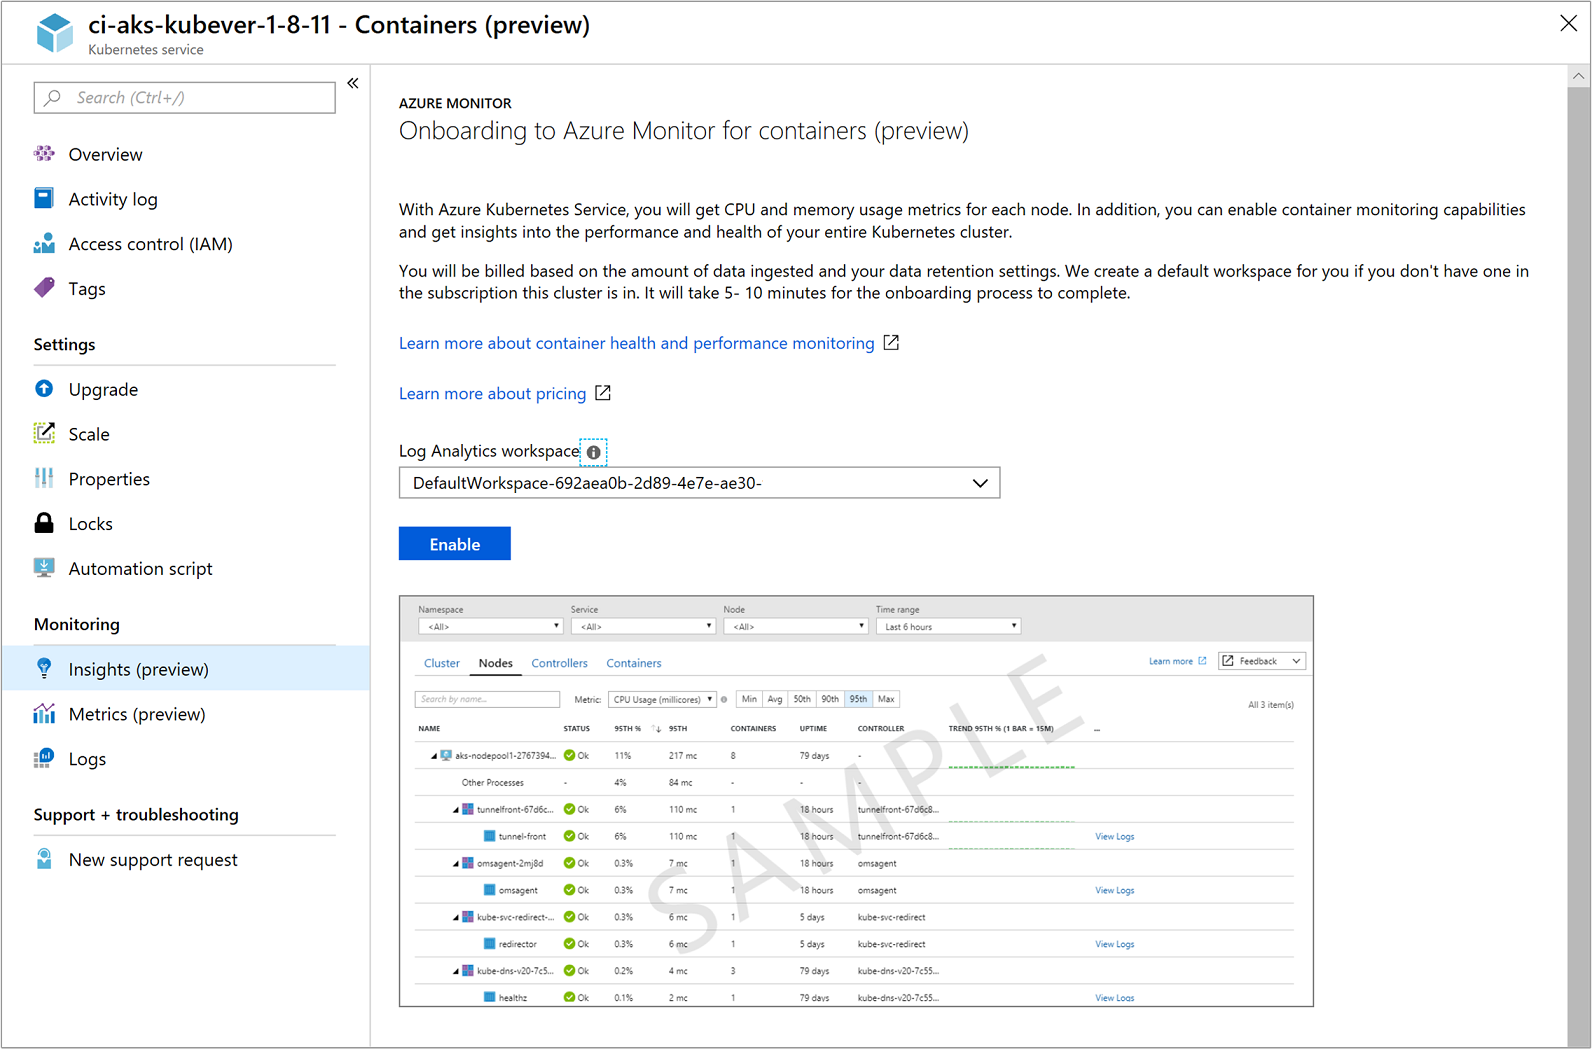 ci-aks-kubever-1-8-11 - Containers (preview)
Kubernetes service
Search (Ctrl+/)
Overview
Activity log
Access control (IAM)
Tags
Settings
Upgrade
Scale
Properties
Locks
Automation script
Monitoring
Insights (preview)
Metrics (preview)
Logs
Support + troubleshooting
New support request
AZURE MONITOR
Onboarding to Azure Monitor for containers (preview)
With Azure Kubernetes Service, you will get CPU and memory usage metrics for each node. In addition, you can enable container monitoring capabilities
and get insights into the performance and health of your entire Kubernetes cluster.
You will be billed based on the amount of data ingested and your data retention settings. We create a default workspace for you if you don't have one in
the subscription this cluster is in. It will take 5- 10 minutes for the onboarding process to complete.
Learn more about container health and performance monitoring
Learn more about pricing
Log Analytics workspace
DefaultWorkspace-692aea0b-2d89-4e7e-ae30-
Enable
Namespace Service Node Time range
<All> <All> <All> Last 6 hours
Cluster Nodes Controllers Containers Learn more Feedback
Search by name... Metric: CPU Usage (millicores) Min Avg 50th 90th 95th Max
All 3 item(s)
NAME STATUS 95TH % 95TH CONTAINERS UPTIME CONTROLLER TREND 95TH % (1 BAR = 15M) ...
aks-nodepool1-2767394... Ok 11% 217 mc 8 79 days -
Other Processes - 4% 84 mc - - -
tunnelfront-67d6c... Ok 6% 110 mc 1 18 hours tunnelfront-67d6c8...
tunnel-front Ok 6% 110 mc 1 18 hours tunnelfront-67d6c8... View Logs
omsagent-2mj8d Ok 0.3% 7 mc 1 18 hours omsagent
omsagent Ok 0.3% 7 mc 1 18 hours omsagent View Logs
kube-svc-redirect-... Ok 0.3% 6 mc 1 5 days kube-svc-redirect
redirector Ok 0.3% 6 mc 1 5 days kube-svc-redirect View Logs
kube-dns-v20-7c5... Ok 0.2% 4 mc 3 79 days kube-dns-v20-7c55...
healthz Ok 0.1% 2 mc 1 79 days kube-dns-v20-7c55... View Logs
SAMPLE